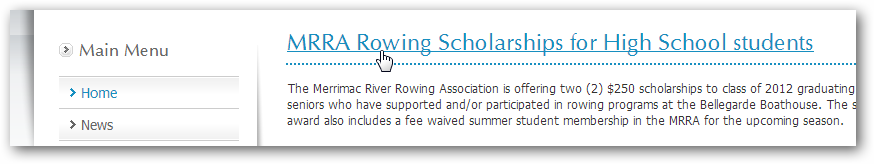 Main Menu
Home
News
MRRA Rowing Scholarships for High School students
The Merrimac River Rowing Association is offering two (2) $250 scholarships to class of 2012 graduating
seniors who have supported and/or participated in rowing programs at the Bellegarde Boathouse. The
award also includes a fee waived summer student membership in the MRRA for the upcoming season.